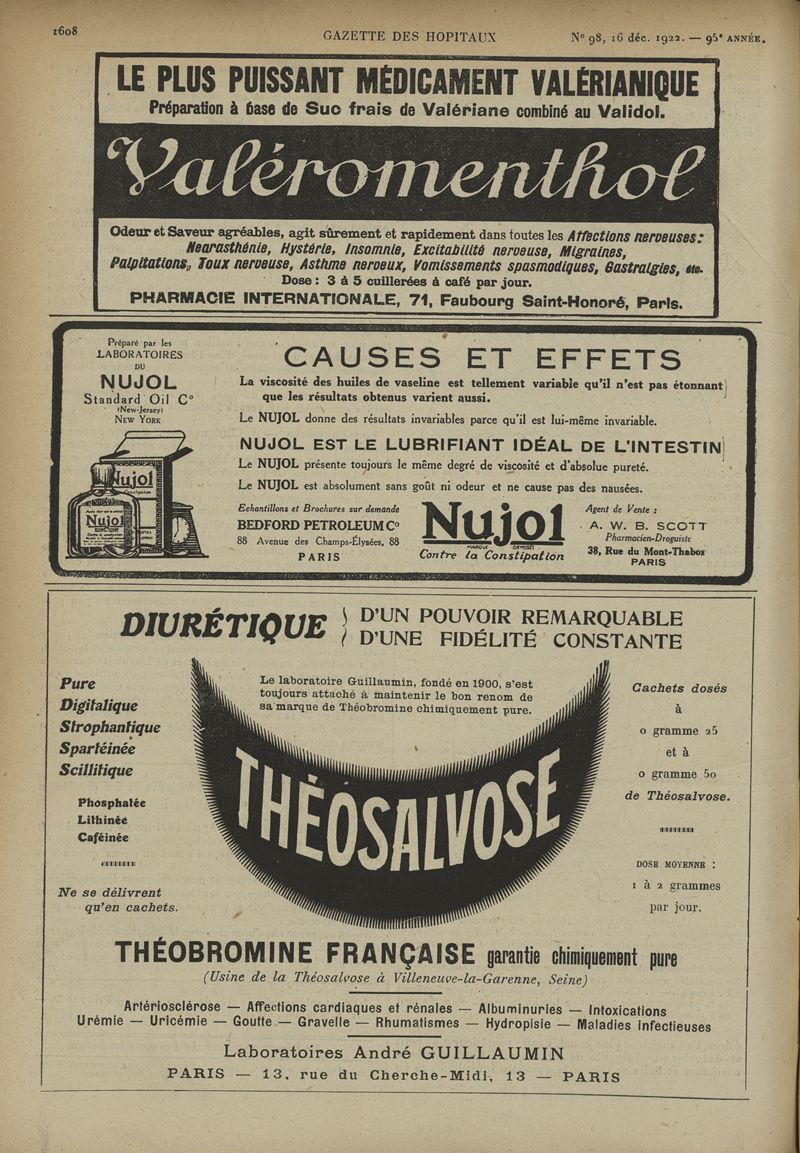 1608
GAZETTE DES HOPITAUX
N° 98, 16 déc. 1922. — 95e ANNÉE.
LE PLUS PUISSANT MÉDICAMENT VALÉRIANIQUE
Préparation à base de Suc frais de Valériane combiné au Validol.
Valéromenthol
Odeur et Saveur agréables, agit sûrement et rapidement dans toutes les Affections nerveuses:
Nearasthénie, Hystérie, Insomnie, Excitabilité nerveuse, Migraines,
Palpitations, Toux nerveuse, Asthme nerveux, Vomissements spasmodiques, Gastralgies, etc.
Dose : 3 à 5 cuillerées à café par jour.
PHARMACIE INTERNATIONALE, 71, Faubourg Saint-Honoré, Paris.
Préparé par les
LABORATOIRES
DU
NUJOL
Standard Oil Co
(New-Jersey)
NEW YORK
Nujol
Constipation
Nujol
CAUSES ET EFFETS
La viscosité des huiles de vaseline est tellement variable qu'il n'est pas étonnant
que les résultats obtenus varient aussi.
Le NUJOL donne des résultats invariables parce qu'il est lui-même invariable.
NUJOL EST LE LUBRIFIANT IDÉAL DE L'INTESTIN
Le NUJOL présente toujours le même degré de viscosité et d'absolue pureté.
Le NUJOL est absolument sans goût ni odeur et ne cause pas des nausées.
Echantillons et Brochures sur demande
BEDFORD PETROLEUM Co
88 Avenue des Champs-Élysées, 88
PARIS
Nujol
MARQUE DÉPOSÉE
Contre la Constipation
Agent de Vente :
A. W. B. SCOTT
Pharmacien-Droguiste
38, Rue du Mont-Thabor
PARIS
DIURÉTIQUE
D'UN POUVOIR REMARQUABLE
D'UNE FIDÉLITÉ CONSTANTE
Pure
Digitalique
Strophantique
Spartéinée
Scillitique
Phosphatée
Lithinée
Caféinée
Ne se délivrent
qu'en cachets.
Le laboratoire Guillaumin, fondé en 1900, s'est
toujours attaché à maintenir le bon renom de
sa marque de Théobromine chimiquement pure.
THÉOSALVOSE
Cachets dosés
à
0 gramme 25
et à
0 gramme 50
de Théosalvose.
DOSE MOYENNE :
1 à 2 grammes
par jour.
THÉOBROMINE FRANÇAISE garantie chimiquement pure
(Usine de la Théosalvose à Villeneuve-la-Garenne, Seine)
Artériosclérose — Affections cardiaques et rénales — Albuminuries — Intoxications
Urémie — Uricémie — Goutte — Gravelle — Rhumatismes — Hydropisie — Maladies infectieuses
Laboratoires André GUILLAUMIN
PARIS — 13, rue du Cherche-Midi, 13 — PARIS